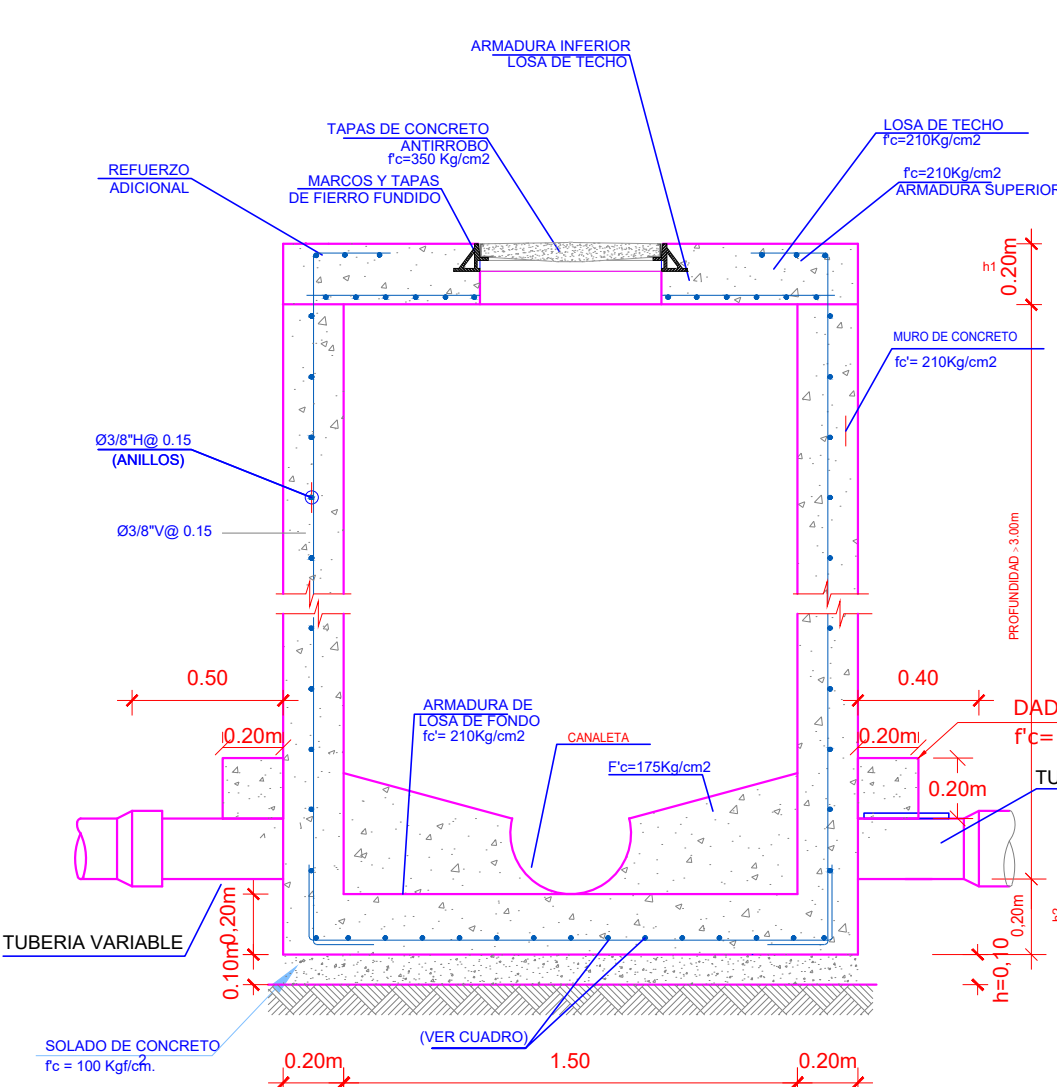 ARMADURA INFERIOR
LOSA DE TECHO
TAPAS DE CONCRETO
ANTIRROBO
f'c=350 Kg/cm2
LOSA DE TECHO
f'c=210Kg/cm2
REFUERZO
ADICIONAL
MARCOS Y TAPAS
DE FIERRO FUNDIDO
f'c=210Kg/cm2
ARMADURA SUPERIOR
h1
0.20m
MURO DE CONCRETO
fc'= 210Kg/cm2
Ø3/8"H@ 0.15
(ANILLOS)
Ø3/8"V@ 0.15
PROFUNDIDAD > 3.00m
0.50
0.40
ARMADURA DE
LOSA DE FONDO
fc'= 210Kg/cm2
CANALETA
F'c=175Kg/cm2
0.20m
0.20m
DAD
f'c=
0.20m
TU
TUBERIA VARIABLE
0,20m
0.10m
0,20m
h=0,10
(VER CUADRO)
SOLADO DE CONCRETO
f'c = 100 Kgf/cm.2
0.20m
1.50
0.20m